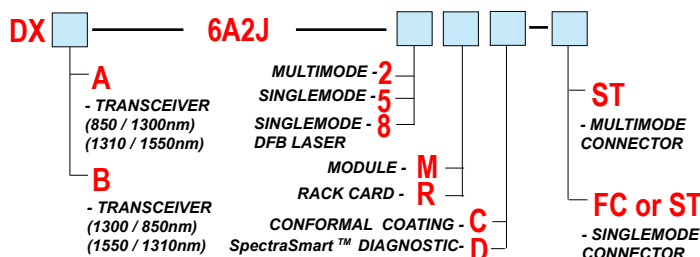 DX 6A2J -
A
- TRANSCEIVER
(850 / 1300nm)
(1310 / 1550nm)
B
- TRANSCEIVER
(1300 / 850nm)
(1550 / 1310nm)
MULTIMODE - 2
SINGLEMODE - 5
SINGLEMODE - 8
DFB LASER
MODULE - M
RACK CARD - R
CONFORMAL COATING - C
SpectraSmart ™ DIAGNOSTIC- D
ST
- MULTIMODE
CONNECTOR
FC or ST
- SINGLEMODE
CONNECTOR